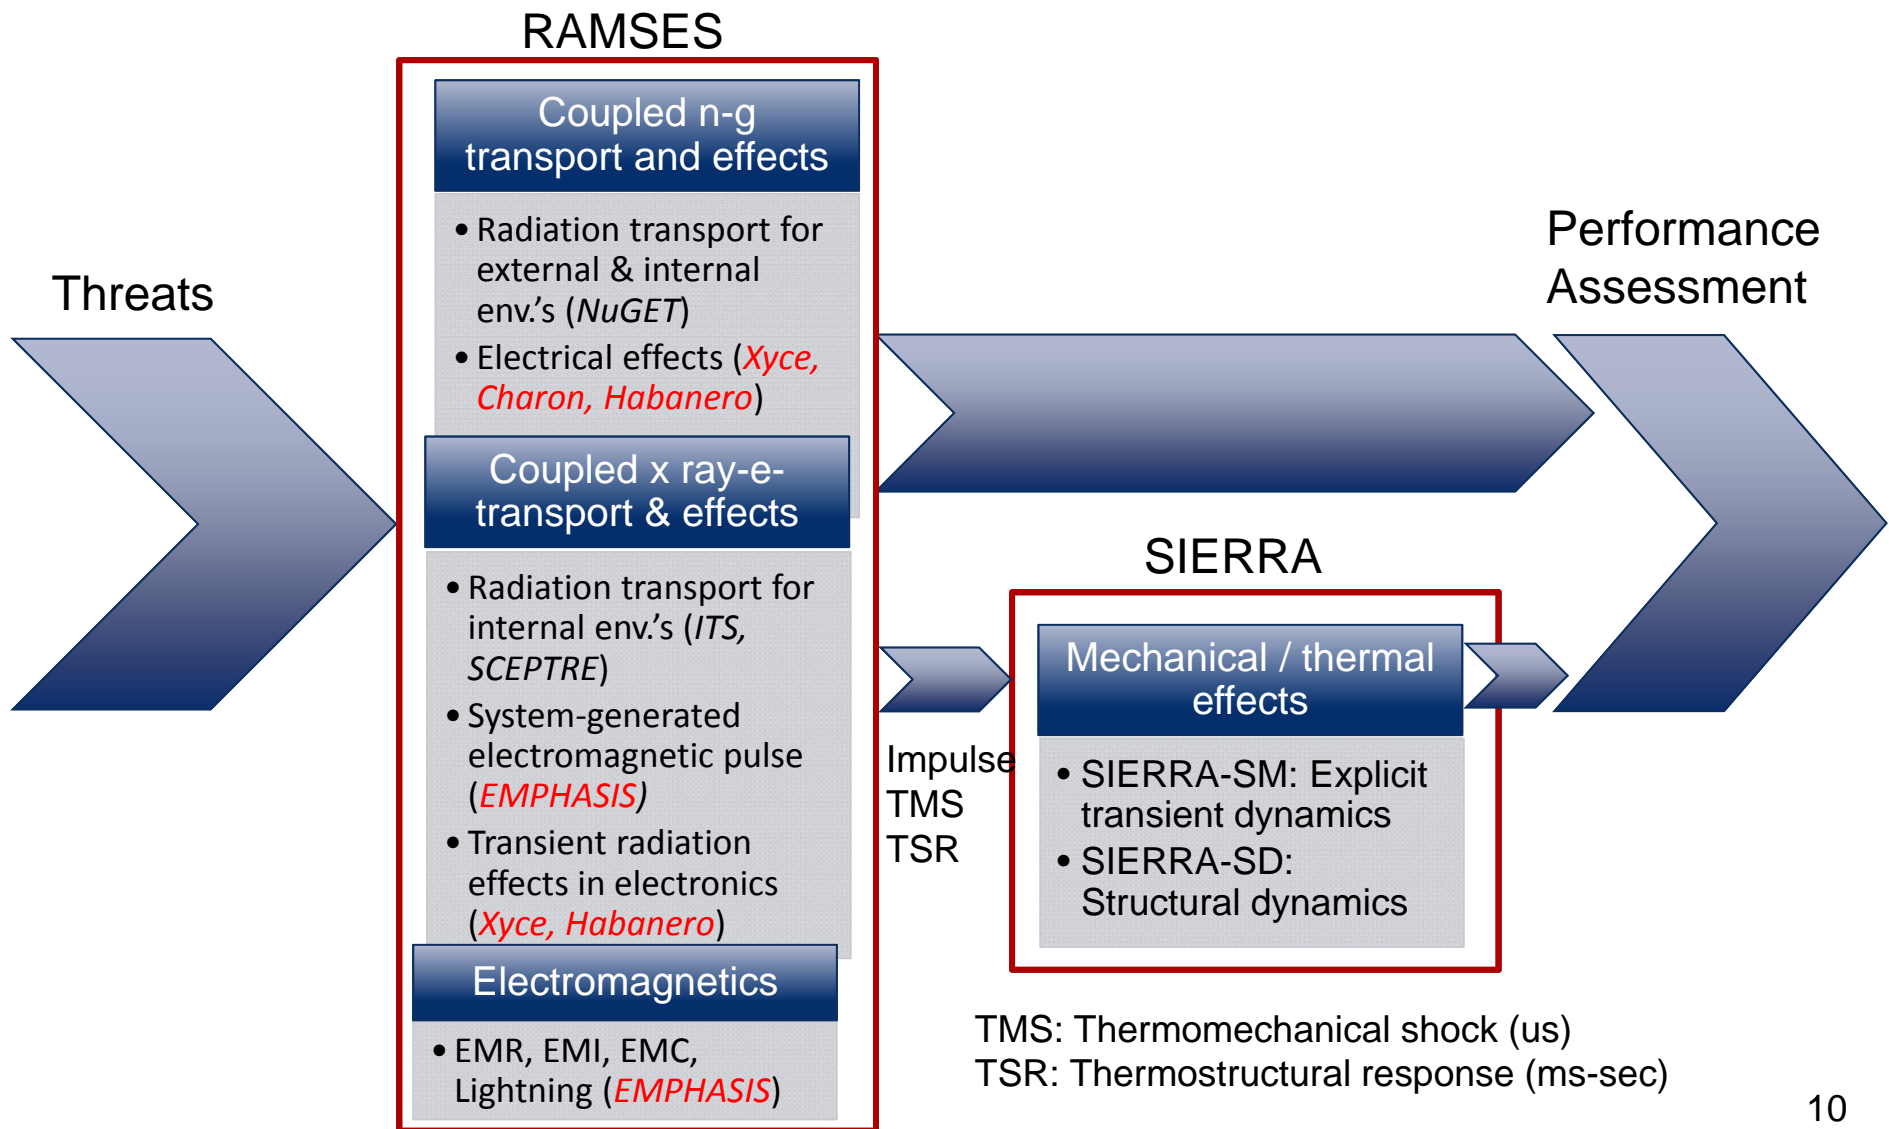 RAMSES
Coupled n-g
transport and effects
• Radiation transport for
external & internal
env.'s (NuGET)
• Electrical effects (Xyce,
Charon, Habanero)
Coupled x ray-e-
transport & effects
• Radiation transport for
internal env.'s (ITS,
SCEPTRE)
• System-generated
electromagnetic pulse
(EMPHASIS)
• Transient radiation
effects in electronics
(Xyce, Habanero)
Electromagnetics
• EMR, EMI, EMC,
Lightning (EMPHASIS)
Threats
Performance
Assessment
Impulse
TMS
TSR
SIERRA
Mechanical / thermal
effects
• SIERRA-SM: Explicit
transient dynamics
• SIERRA-SD:
Structural dynamics
TMS: Thermomechanical shock (us)
TSR: Thermostructural response (ms-sec)
10